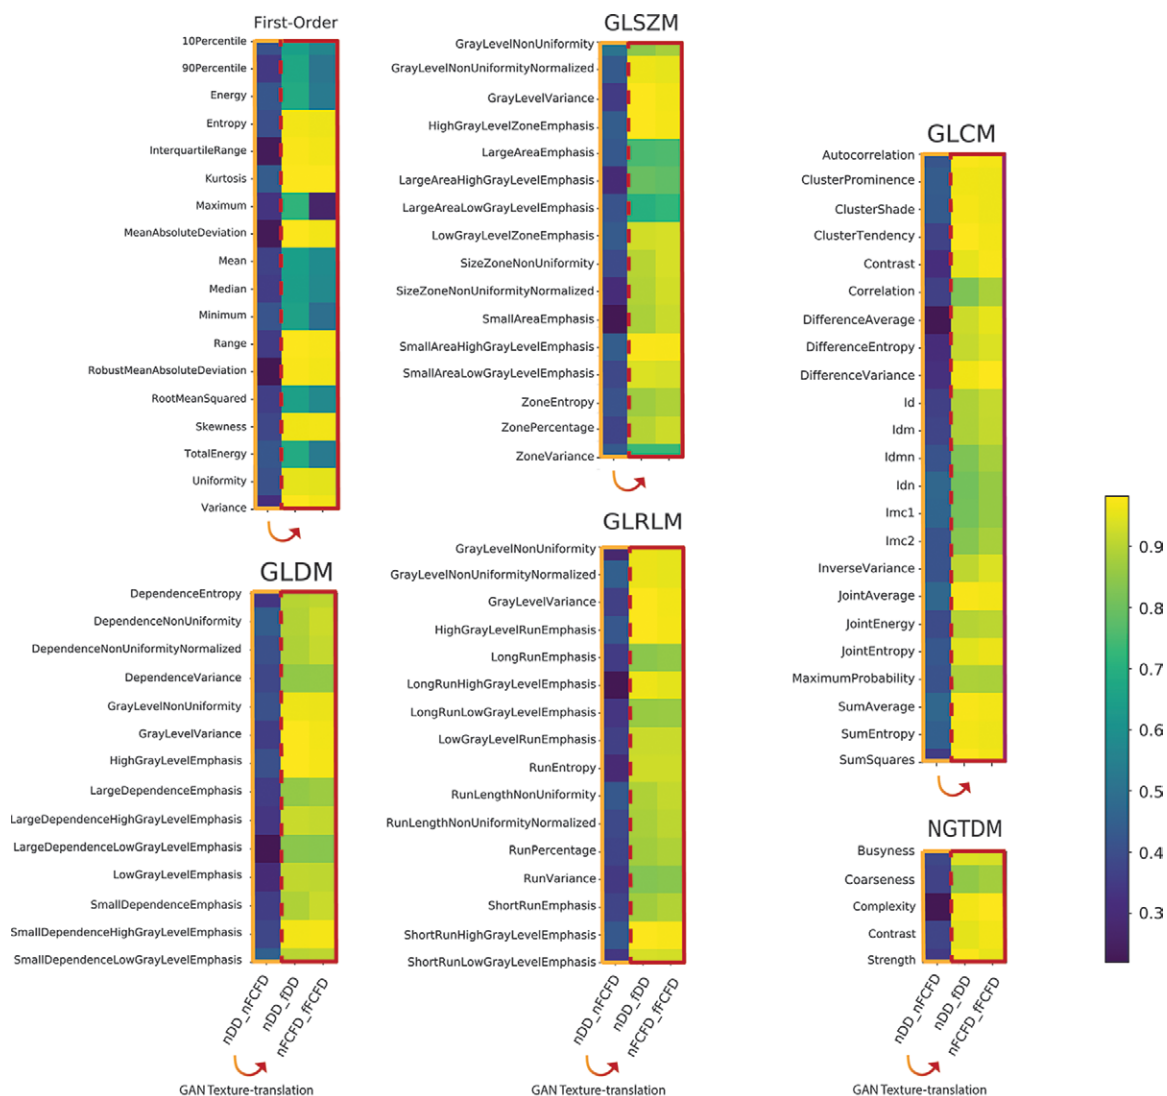 First-Order
10Percentile
90Percentile
Energy
Entropy
InterquartileRange
Kurtosis
Maximum
MeanAbsoluteDeviation
Mean
Median
Minimum
Range
RobustMeanAbsoluteDeviation
RootMeanSquared
Skewness
TotalEnergy
Uniformity
Variance
GLDM
DependenceEntropy
DependenceNonUniformity
DependenceNonUniformityNormalized
DependenceVariance
GrayLevelNonUniformity
GrayLevelVariance
HighGrayLevelEmphasis
LargeDependenceEmphasis
LargeDependenceHighGrayLevelEmphasis
LargeDependenceLowGrayLevelEmphasis
LowGrayLevelEmphasis
SmallDependenceEmphasis
SmallDependenceHighGrayLevelEmphasis
SmallDependenceLowGrayLevelEmphasis
nDD_nFCFD
nDD_fDD
nFCFD_fFCFD
GAN Texture-translation
GLSZM
GrayLevelNonUniformity
GrayLevelNonUniformityNormalized
GrayLevelVariance
HighGrayLevelZoneEmphasis
LargeAreaEmphasis
LargeAreaHighGrayLevelEmphasis
LargeAreaLowGrayLevelEmphasis
LowGrayLevelZoneEmphasis
SizeZoneNonUniformity
SizeZoneNonUniformityNormalized
SmallAreaEmphasis
SmallAreaHighGrayLevelEmphasis
SmallAreaLowGrayLevelEmphasis
ZoneEntropy
ZonePercentage
ZoneVariance
GLRLM
GrayLevelNonUniformity
GrayLevelNonUniformityNormalized
GrayLevelVariance
HighGrayLevelRunEmphasis
LongRunEmphasis
LongRunHighGrayLevelEmphasis
LongRunLowGrayLevelEmphasis
LowGrayLevelRunEmphasis
RunEntropy
RunLengthNonUniformity
RunLengthNonUniformityNormalized
RunPercentage
RunVariance
ShortRunEmphasis
ShortRunHighGrayLevelEmphasis
ShortRunLowGrayLevelEmphasis
nDD_nFCFD
nDD_fDD
nFCFD_fFCFD
GAN Texture-translation
GLCM
Autocorrelation
ClusterProminence
ClusterShade
ClusterTendency
Contrast
Correlation
DifferenceAverage
DifferenceEntropy
DifferenceVariance
Id
Idm
Idmn
Idn
Imc1
Imc2
InverseVariance
JointAverage
JointEnergy
JointEntropy
MaximumProbability
SumAverage
SumEntropy
SumSquares
NGTDM
Busyness
Coarseness
Complexity
Contrast
Strength
nDD_nFCFD
nDD_fDD
nFCFD_fFCFD
GAN Texture-translation
0.9
0.8
0.7
0.6
0.5
0.4
0.3